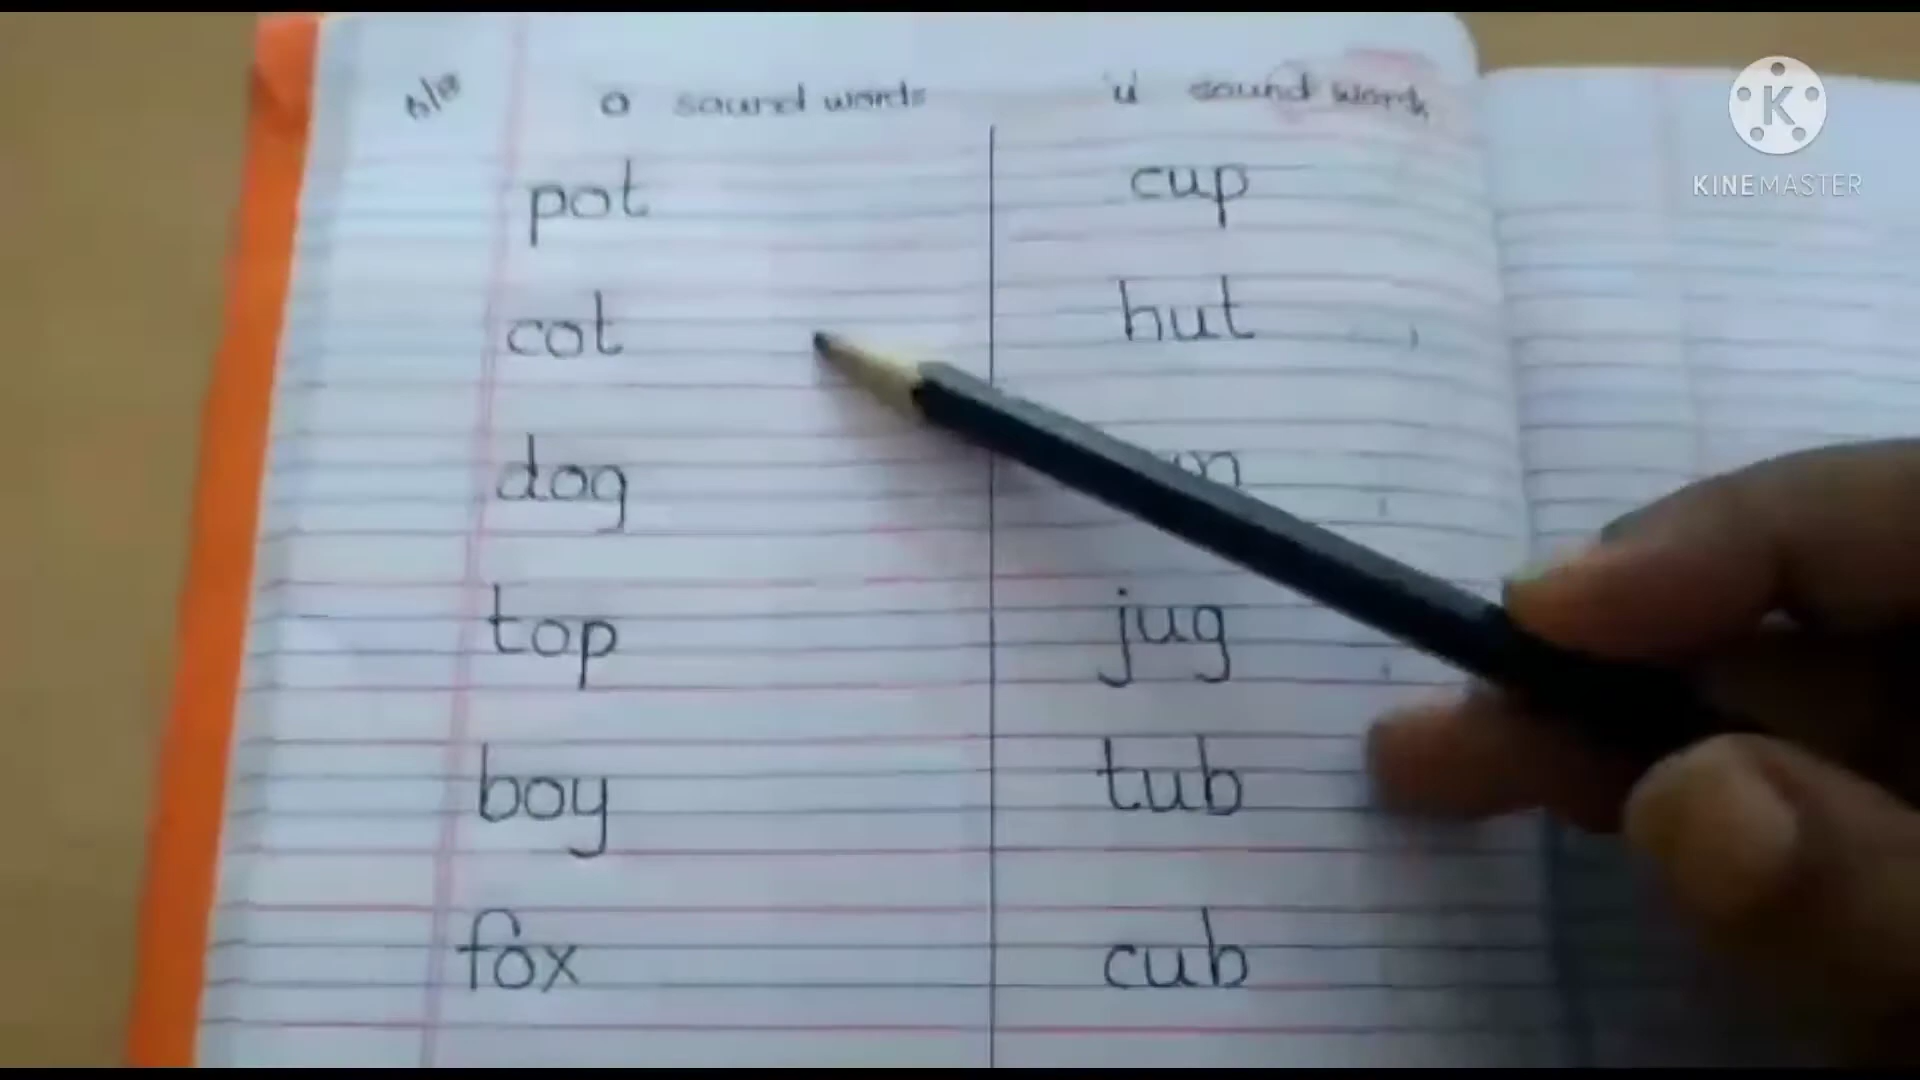 o sound words
'u' sound words
pot
cup
cot
hut
dog
top
jug
boy
tub
fox
cub
KINEMASTER